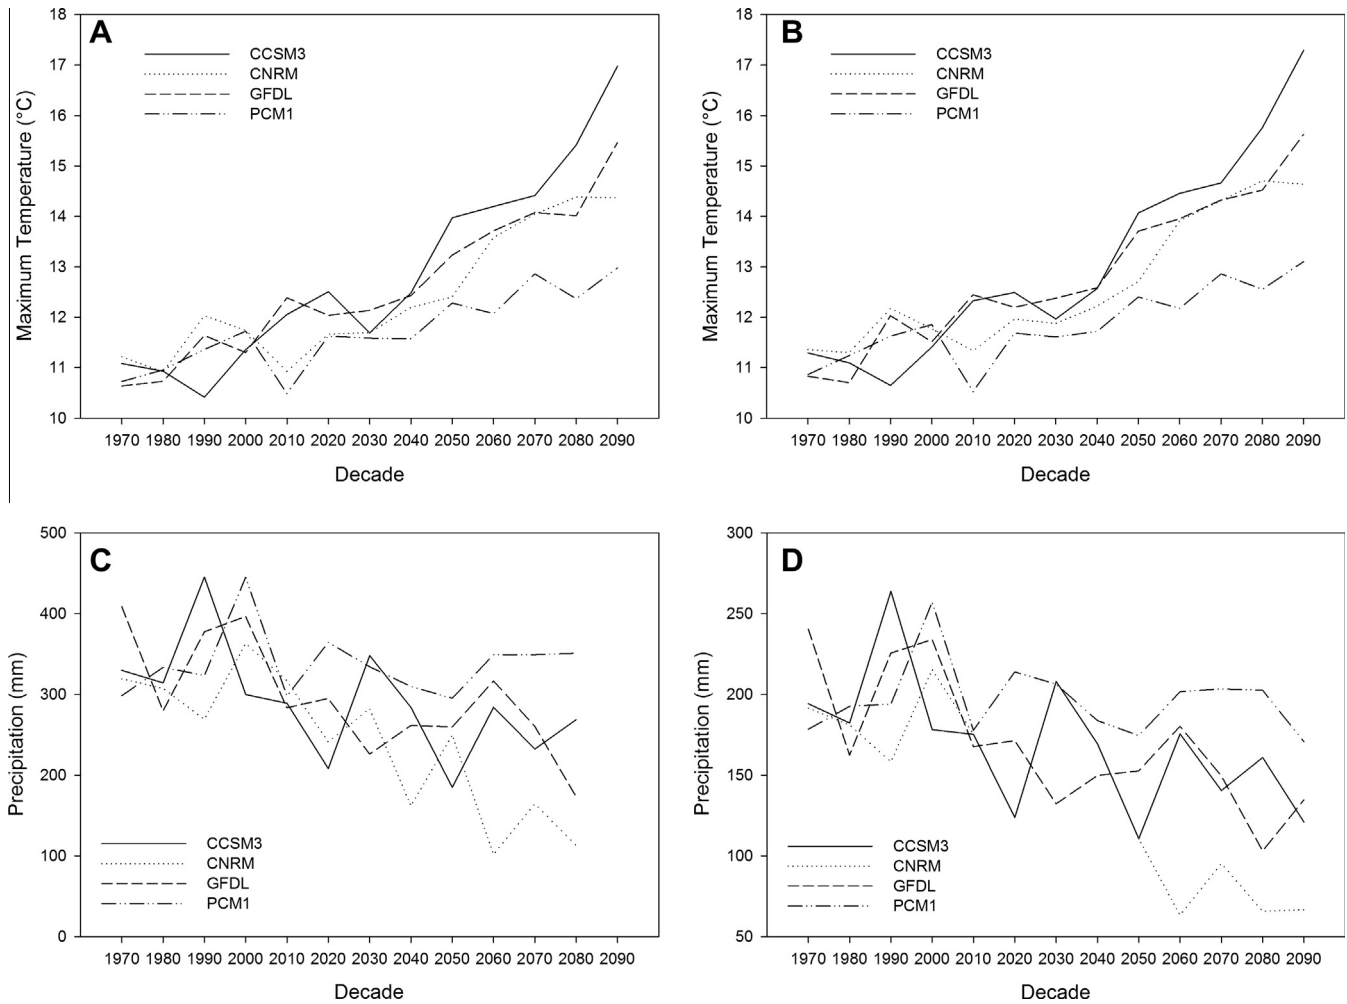 A
CCSM3
CNRM
GFDL
PCM1
Maximum Temperature (°C)
18
17
16
15
14
13
12
11
10
1970 1980 1990 2000 2010 2020 2030 2040 2050 2060 2070 2080 2090
Decade
B
CCSM3
CNRM
GFDL
PCM1
Maximum Temperature (°C)
18
17
16
15
14
13
12
11
10
1970 1980 1990 2000 2010 2020 2030 2040 2050 2060 2070 2080 2090
Decade
C
Precipitation (mm)
500
400
300
200
100
0
CCSM3
CNRM
GFDL
PCM1
1970 1980 1990 2000 2010 2020 2030 2040 2050 2060 2070 2080 2090
Decade
D
Precipitation (mm)
300
250
200
150
100
50
CCSM3
CNRM
GFDL
PCM1
1970 1980 1990 2000 2010 2020 2030 2040 2050 2060 2070 2080 2090
Decade